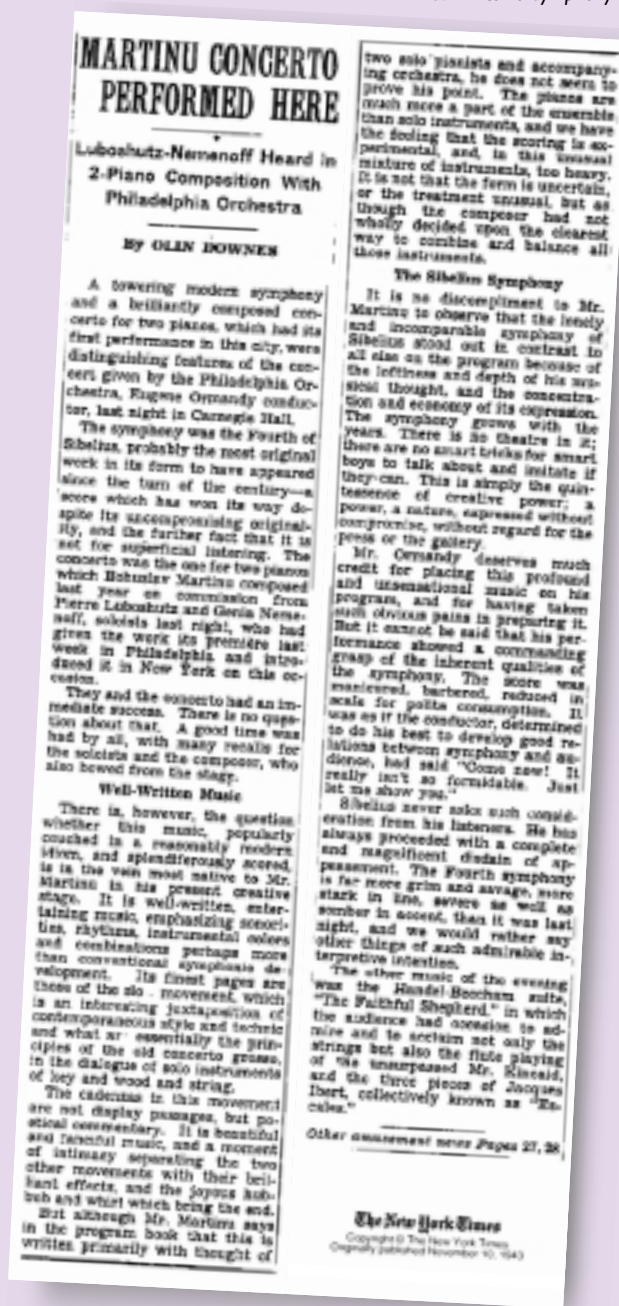 MARTINU CONCERTO
PERFORMED HERE
Luboshutz-Nemenoff Heard in
2-Piano Composition With
Philadelphia Orchestra
By OLIN DOWNES
A towering modern symphony
and a brilliantly composed con-
certo for two pianos, which had its
first performance in this city, were
distinguishing features of the con-
cert given by the Philadelphia Or-
chestra, Eugene Ormandy conduc-
tor, last night in Carnegie Hall.
The symphony was the Fourth of
Sibelius, probably the most original
work in its form to have appeared
since the turn of the century—a
score which has won its way de-
spite its uncompromising original-
ity, and the further fact that it is
not for superficial listening. The
concerto was the one for two pianos
which Bohuslav Martinu composed
last year on commission from
Pierre Luboshutz and Genia Neme-
noff, soloists last night, who had
given the work its premiere last
week in Philadelphia and intro-
duced it in New York on this oc-
casion.
They and the concerto had an im-
mediate success. There is no ques-
tion about that. A good time was
had by all, with many recalls for
the soloists and the composer, who
also bowed from the stage.
Well-Written Music
There is, however, the question
whether this music, popularly
couched in a reasonably modern
idiom, and splendiferously scored,
is in the vein most native to Mr.
Martinu in his present creative
stage. It is well-written, enter-
taining music, emphasizing sonori-
ties, rhythms, instrumental colors
and combinations perhaps more
than conventional symphonic de-
velopment. Its finest pages are
those of the slo movement, which
is an interesting juxtaposition of
contemporaneous style and technic
and what ar essentially the prin-
ciples of the old concerto grosso,
in the dialogue of solo instruments
of key and wood and string.
The cadenzas in this movement
are not display passages, but po-
etical commentary. It is beautiful
and fanciful music, and a moment
of intimacy separating the two
other movements with their bril-
liant effects, and the joyous hub-
bub and whirl which bring the end.
But although Mr. Martinu says
in the program book that this is
written primarily with thought of
two solo pianists and accompany-
ing orchestra, he does not seem to
prove his point. The pianos are
much more a part of the ensemble
than solo instruments, and we have
the feeling that the scoring is ex-
perimental, and, in this unusual
mixture of instruments, too heavy.
It is not that the form is uncertain,
or the treatment unusual, but as
though the composer had not
wholly decided upon the clearest
way to combine and balance all
those instruments.
The Sibelius Symphony
It is no discompliment to Mr.
Martinu to observe that the lonely
and incomparable symphony of
Sibelius stood out in contrast to
all else on the program because of
the loftiness and depth of his mu-
sical thought, and the concentra-
tion and economy of its expression.
The symphony grows with the
years. There is no theatre in it;
there are no smart tricks for smart
boys to talk about and imitate if
they can. This is simply the quin-
tessence of creative power; a
power, a nature, expressed without
compromise, without regard for the
press or the gallery.
Mr. Ormandy deserves much
credit for placing this profound
and unsensational music on his
program, and for having taken
such obvious pains in preparing it.
But it cannot be said that his per-
formance showed a commanding
grasp of the inherent qualities of
the symphony. The score was
manicured, barbered, reduced in
scale for polite consumption. It
was as if the conductor, determined
to do his best to develop good re-
lations between symphony and au-
dience, had said "Come now! It
really isn't so formidable. Just
let me show you."
Sibelius never asks such consid-
eration from his listeners. He has
always proceeded with a complete
and magnificent disdain of ap-
peasement. The Fourth symphony
is far more grim and savage, more
stark in line, severe as well as
somber in accent, than it was last
night, and we would rather say
other things of such admirable in-
terpretive intention.
The other music of the evening
was the Handel-Beecham suite,
"The Faithful Shepherd," in which
the audience had occasion to ad-
mire and to acclaim not only the
strings but also the flute playing
of the unsurpassed Mr. Kincaid,
and the three pieces of Jacques
Ibert, collectively known as "Es-
cales."
Other amusement news Pages 27, 28
The New York Times
Copyright © The New York Times
Originally published November 10, 1943